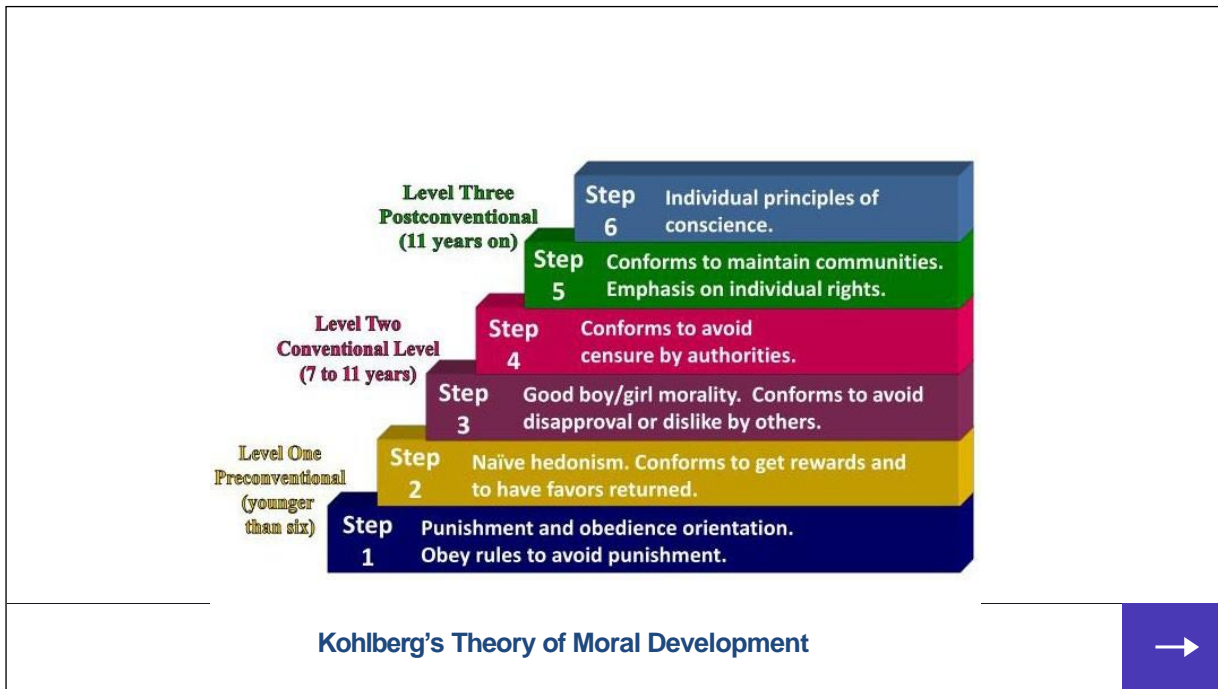 Level Three
Postconventional
(11 years on)
Step
6
Individual principles of
conscience.
Step
5
Conforms to maintain communities.
Emphasis on individual rights.
Level Two
Conventional Level
(7 to 11 years)
Step
4
Conforms to avoid
censure by authorities.
Step
3
Good boy/girl morality. Conforms to avoid
disapproval or dislike by others.
Level One
Preconventional
(younger
than six)
Step
2
Naïve hedonism. Conforms to get rewards and
to have favors returned.
Step
1
Punishment and obedience orientation.
Obey rules to avoid punishment.
Kohlberg's Theory of Moral Development